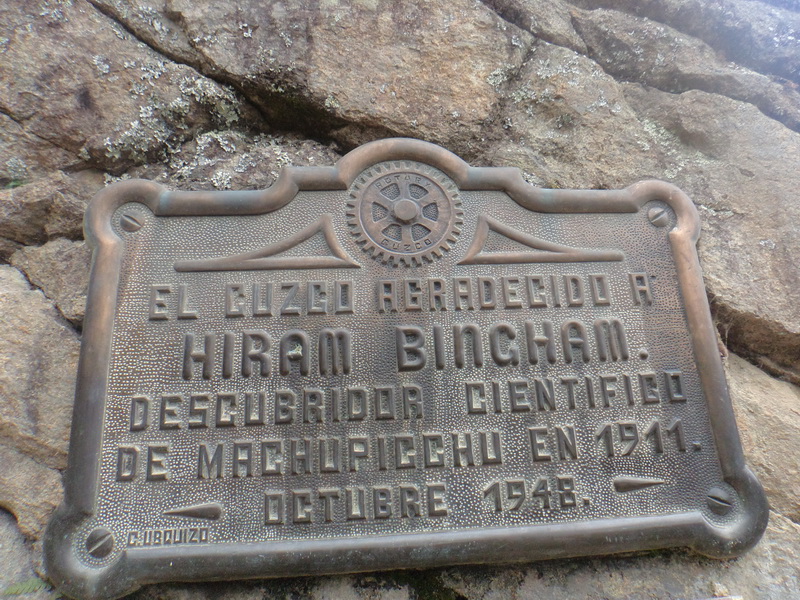 ROTARY
CUZCO
EL CUZCO AGRADECIDO A
HIRAM BINGHAM.
DESCUBRIDOR CIENTIFICO
DE MACHUPICCHU EN 1911.
OCTUBRE 1948.
C. URQUIZO